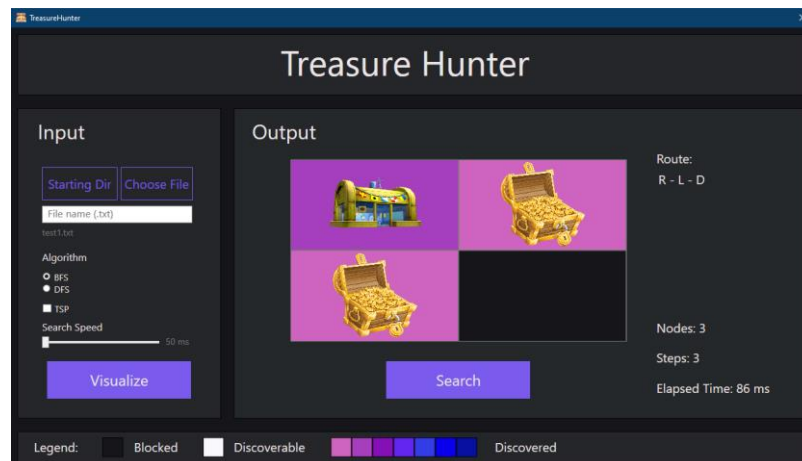 TreasureHunter
Treasure Hunter
Input
Starting Dir
Choose File
File name (.txt)
test1.txt
Algorithm
BFS
DFS
TSP
Search Speed
50 ms
Visualize
Output
Route:
R - L - D
Nodes: 3
Steps: 3
Elapsed Time: 86 ms
Search
Legend:
Blocked
Discoverable
Discovered